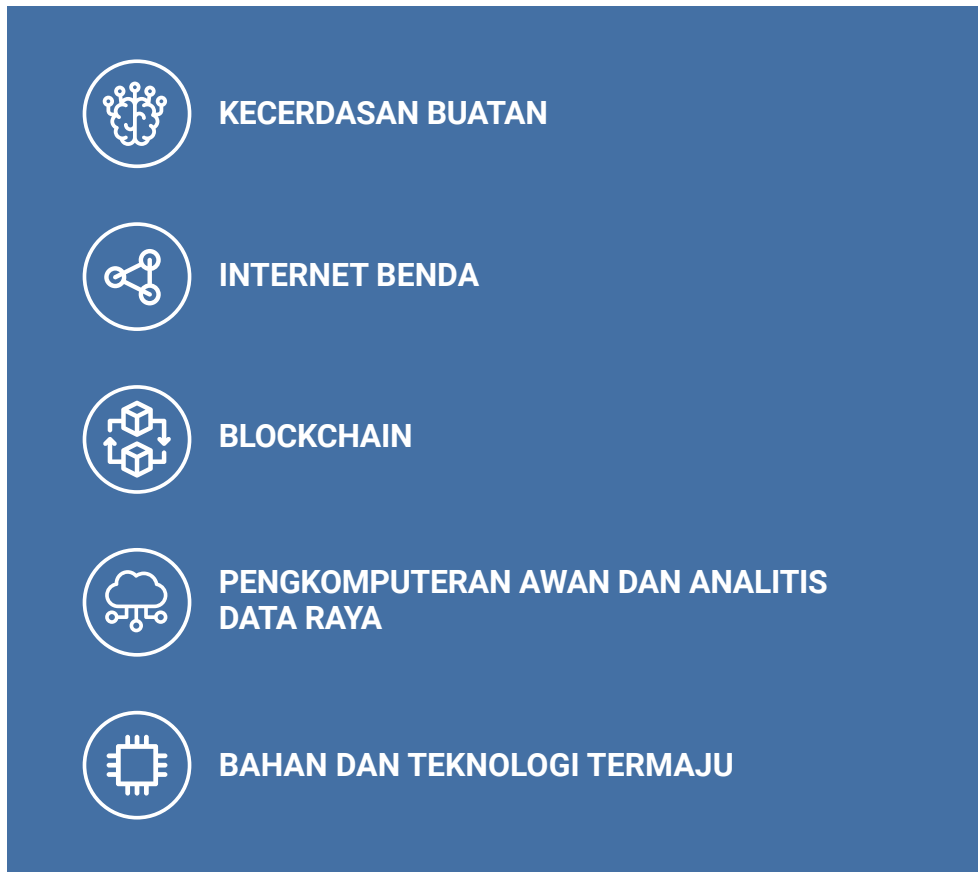 KECERDASAN BUATAN
INTERNET BENDA
BLOCKCHAIN
PENGKOMPUTERAN AWAN DAN ANALITIS
DATA RAYA
BAHAN DAN TEKNOLOGI TERMAJU